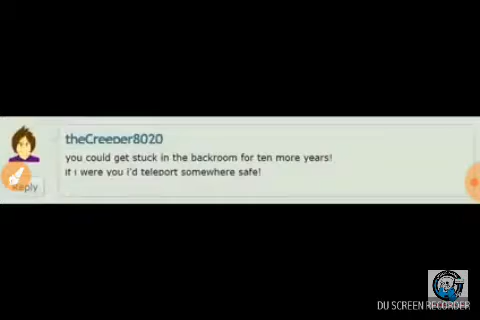 theCreeper8020
you could get stuck in the backroom for ten more years!
if i were you i'd teleport somewhere safe!
Reply
DU SCREEN RECORDER